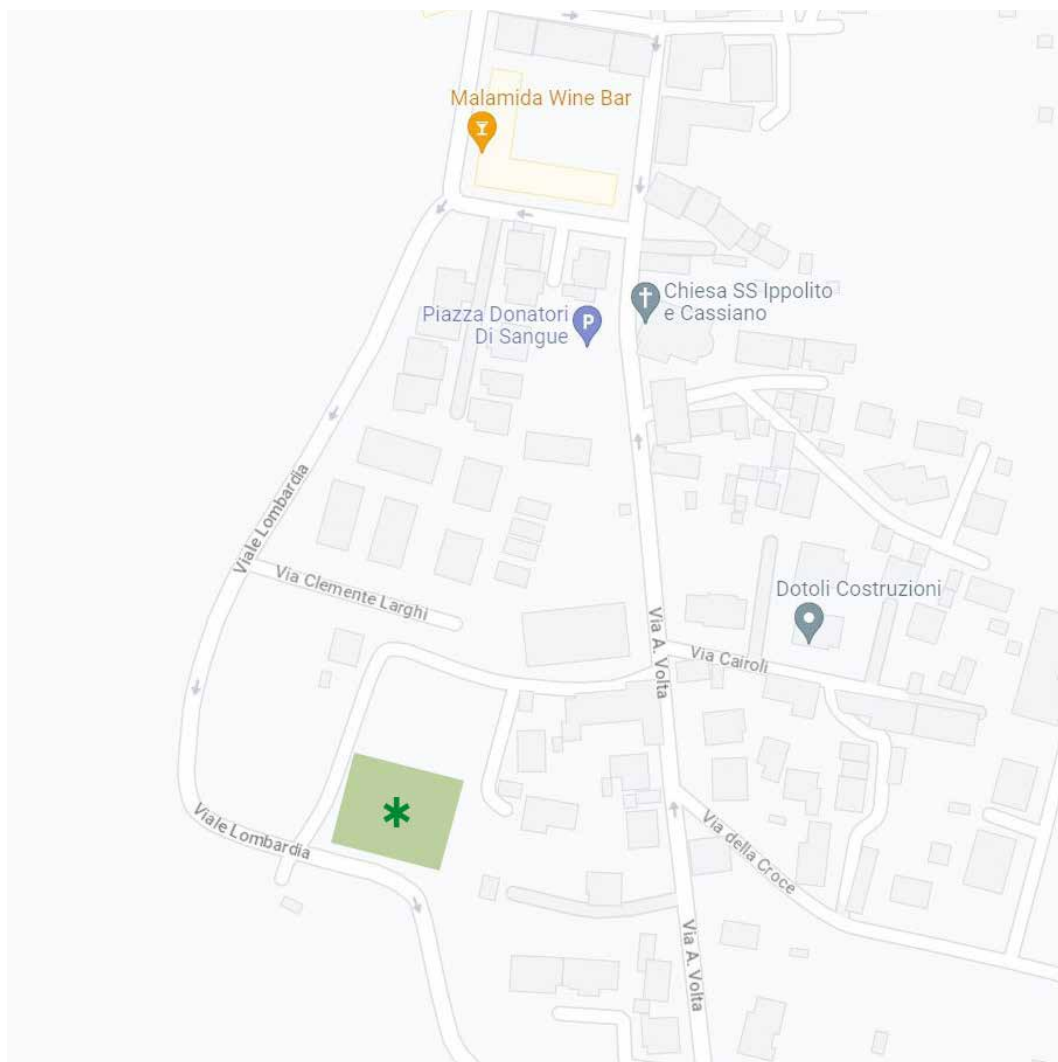 Malamida Wine Bar
Chiesa SS Ippolito
e Cassiano
Piazza Donatori
Di Sangue
P
Viale Lombardia
Via Clemente Larghi
Dotoli Costruzioni
Via A. Volta
Via Cairoli
Viale Lombardia
Via della Croce
Via A. Volta